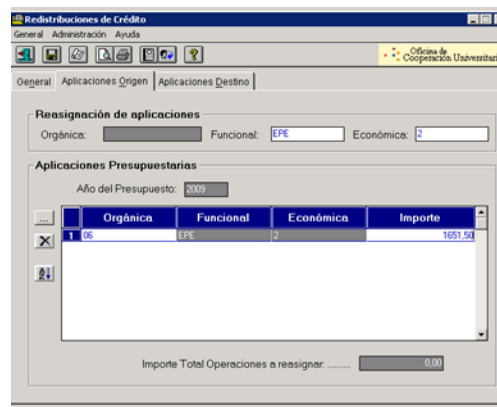 Redistribuciones de Crédito
General Administración Ayuda
Oficina de
Cooperación Universitari
General Aplicaciones Origen Aplicaciones Destino
Reasignación de aplicaciones
Orgánica: Funcional: EPE Económica: 2
Aplicaciones Presupuestarias
Año del Presupuesto: 2009
... Orgánica Funcional Económica Importe
1 06 EPE 2 1651,50
Importe Total Operaciones a reasignar: ......... 0,00